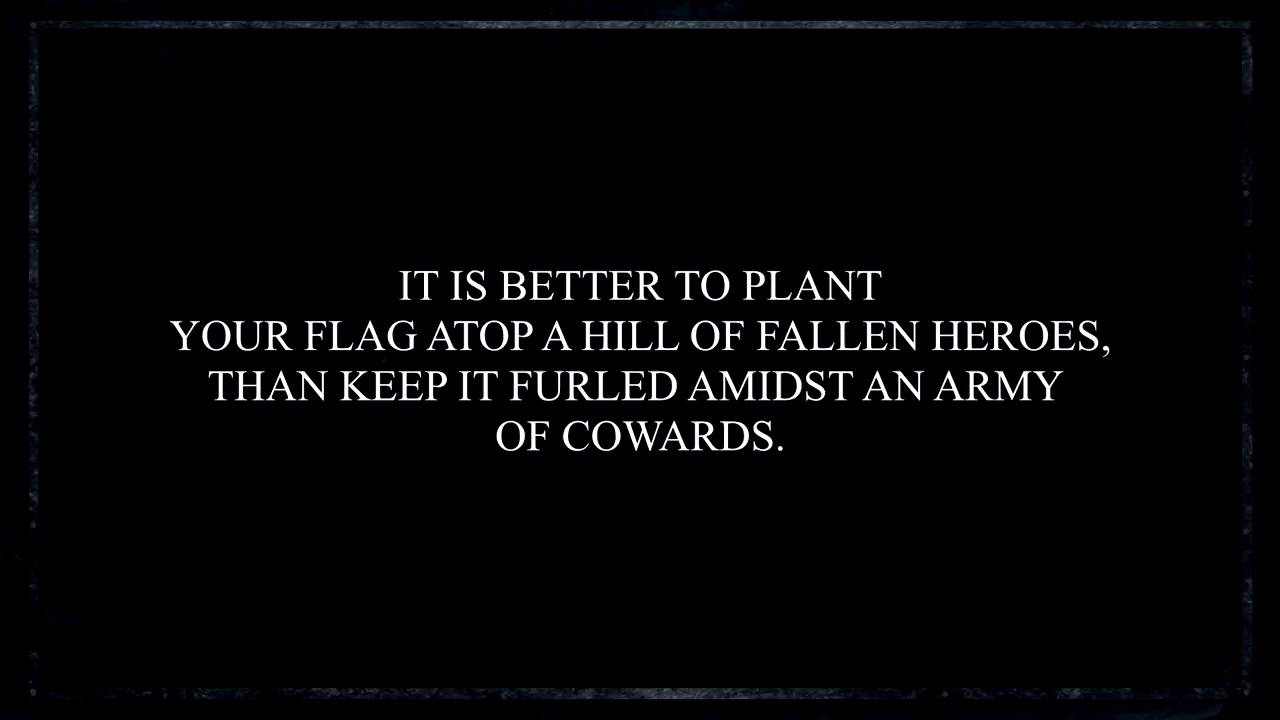 IT IS BETTER TO PLANT
YOUR FLAG ATOP A HILL OF FALLEN HEROES,
THAN KEEP IT FURLED AMIDST AN ARMY
OF COWARDS.